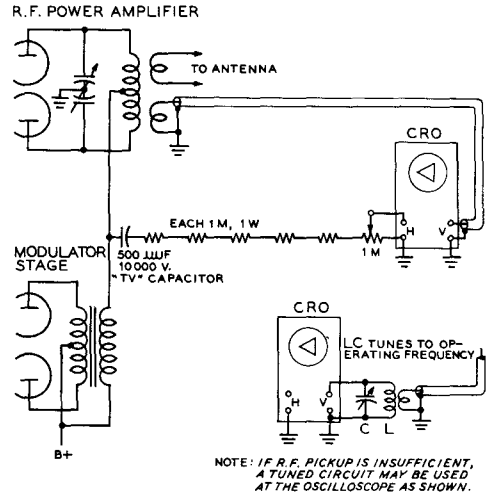 R.F. POWER AMPLIFIER
TO ANTENNA
CRO
H V
EACH 1 M, 1 W
1 M
500 μμF
10 000 V.
"TV" CAPACITOR
MODULATOR
STAGE
B+
CRO
H V
LC TUNES TO OP-
ERATING FREQUENCY
C L
NOTE: IF R.F. PICKUP IS INSUFFICIENT,
A TUNED CIRCUIT MAY BE USED
AT THE OSCILLOSCOPE AS SHOWN.